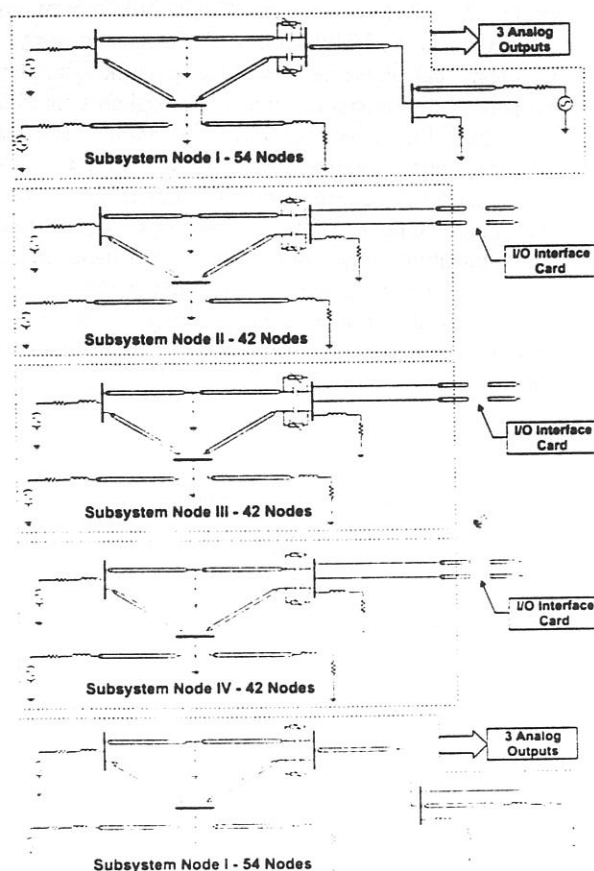 3 Analog
Outputs
Subsystem Node I - 54 Nodes
I/O Interface
Card
Subsystem Node II - 42 Nodes
I/O Interface
Card
Subsystem Node III - 42 Nodes
I/O Interface
Card
Subsystem Node IV - 42 Nodes
3 Analog
Outputs
Subsystem Node I - 54 Nodes